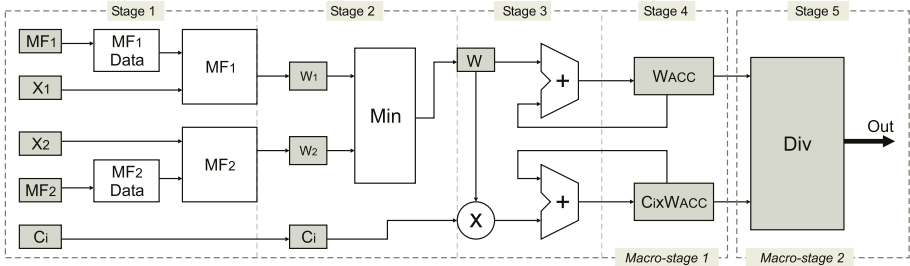 Stage 1 Stage 2 Stage 3 Stage 4 Stage 5
MF1
MF1
Data
MF1
X1
W1
Min
W
+
WACC
X2
MF2
W2
MF2
MF2
Data
Div
Out
X
+
CixWACC
Ci
Ci
Macro-stage 1
Macro-stage 2